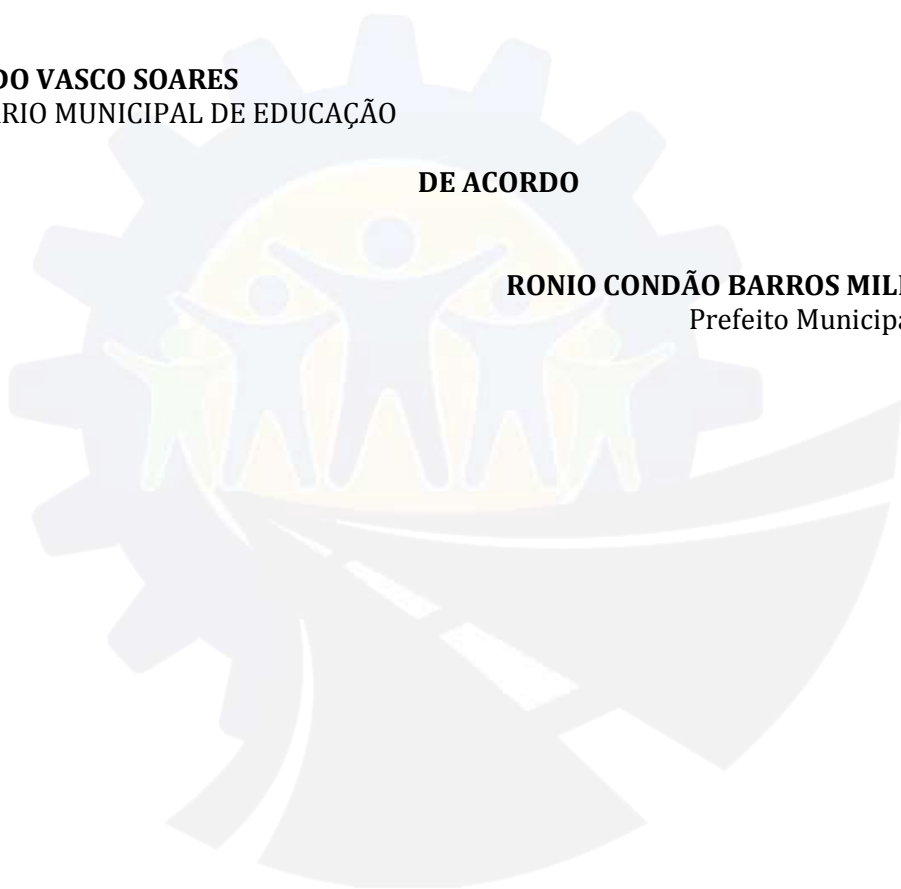 DO VASCO SOARES
RIO MUNICIPAL DE EDUCAÇÃO
DE ACORDO
RONIO CONDÃO BARROS MIL
Prefeito Municipa